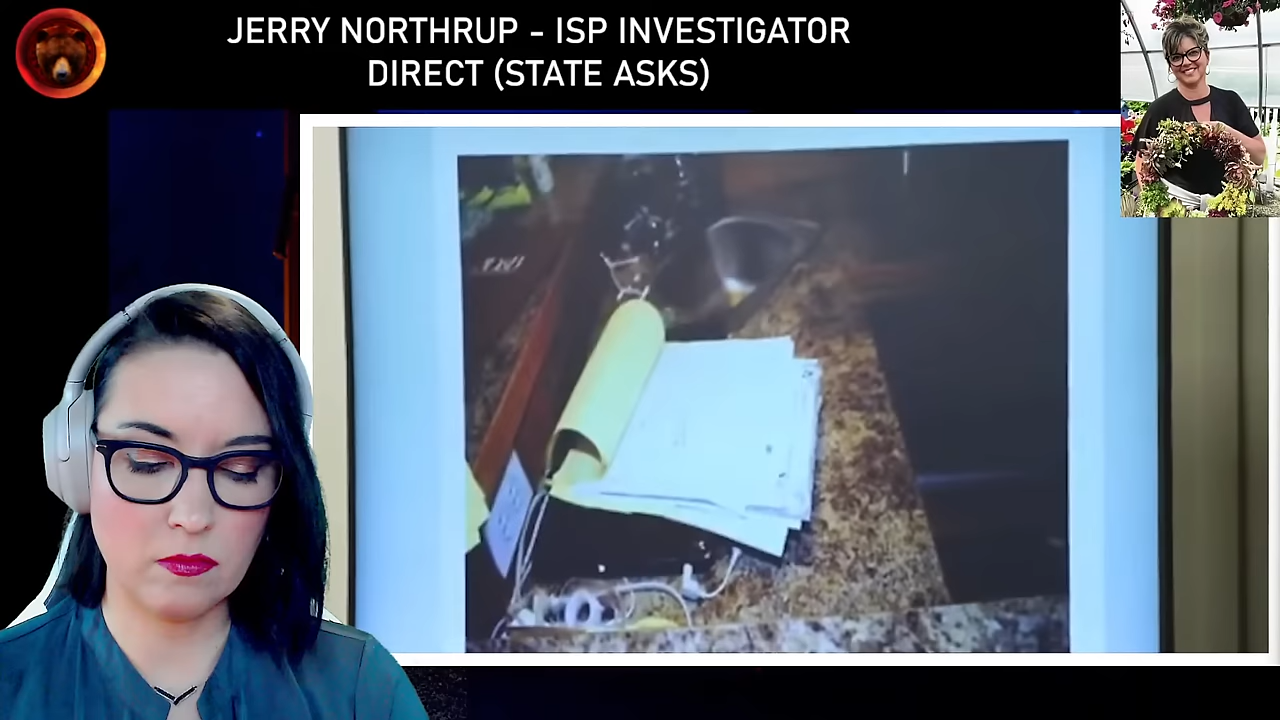 JERRY NORTHRUP - ISP INVESTIGATOR
DIRECT (STATE ASKS)